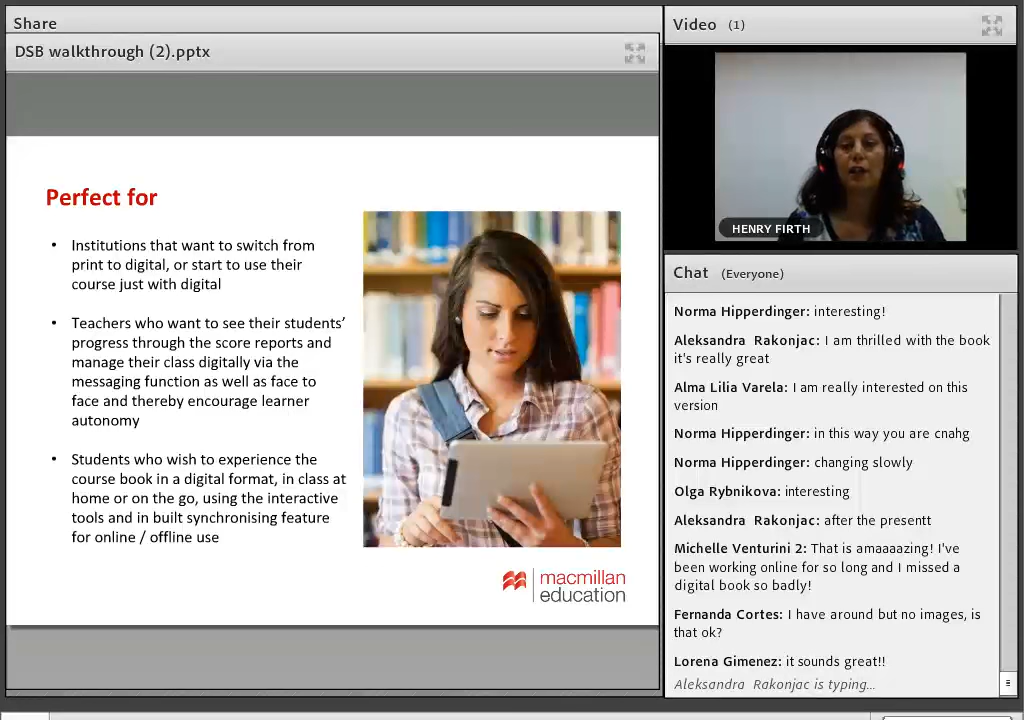 Share
DSB walkthrough (2).pptx
Perfect for
• Institutions that want to switch from
print to digital, or start to use their
course just with digital
• Teachers who want to see their students’
progress through the score reports and
manage their class digitally via the
messaging function as well as face to
face and thereby encourage learner
autonomy
• Students who wish to experience the
course book in a digital format, in class at
home or on the go, using the interactive
tools and in built synchronising feature
for online / offline use
macmillan
education
Video (1)
HENRY FIRTH
Chat (Everyone)
Norma Hipperdinger: interesting!
Aleksandra Rakonjac: I am thrilled with the book
it's really great
Alma Lilia Varela: I am really interested on this
version
Norma Hipperdinger: in this way you are cnahg
Norma Hipperdinger: changing slowly
Olga Rybnikova: interesting
Aleksandra Rakonjac: after the presentt
Michelle Venturini 2: That is amaaaazing! I've
been working online for so long and I missed a
digital book so badly!
Fernanda Cortes: I have around but no images, is
that ok?
Lorena Gimenez: it sounds great!!
Aleksandra Rakonjac is typing...